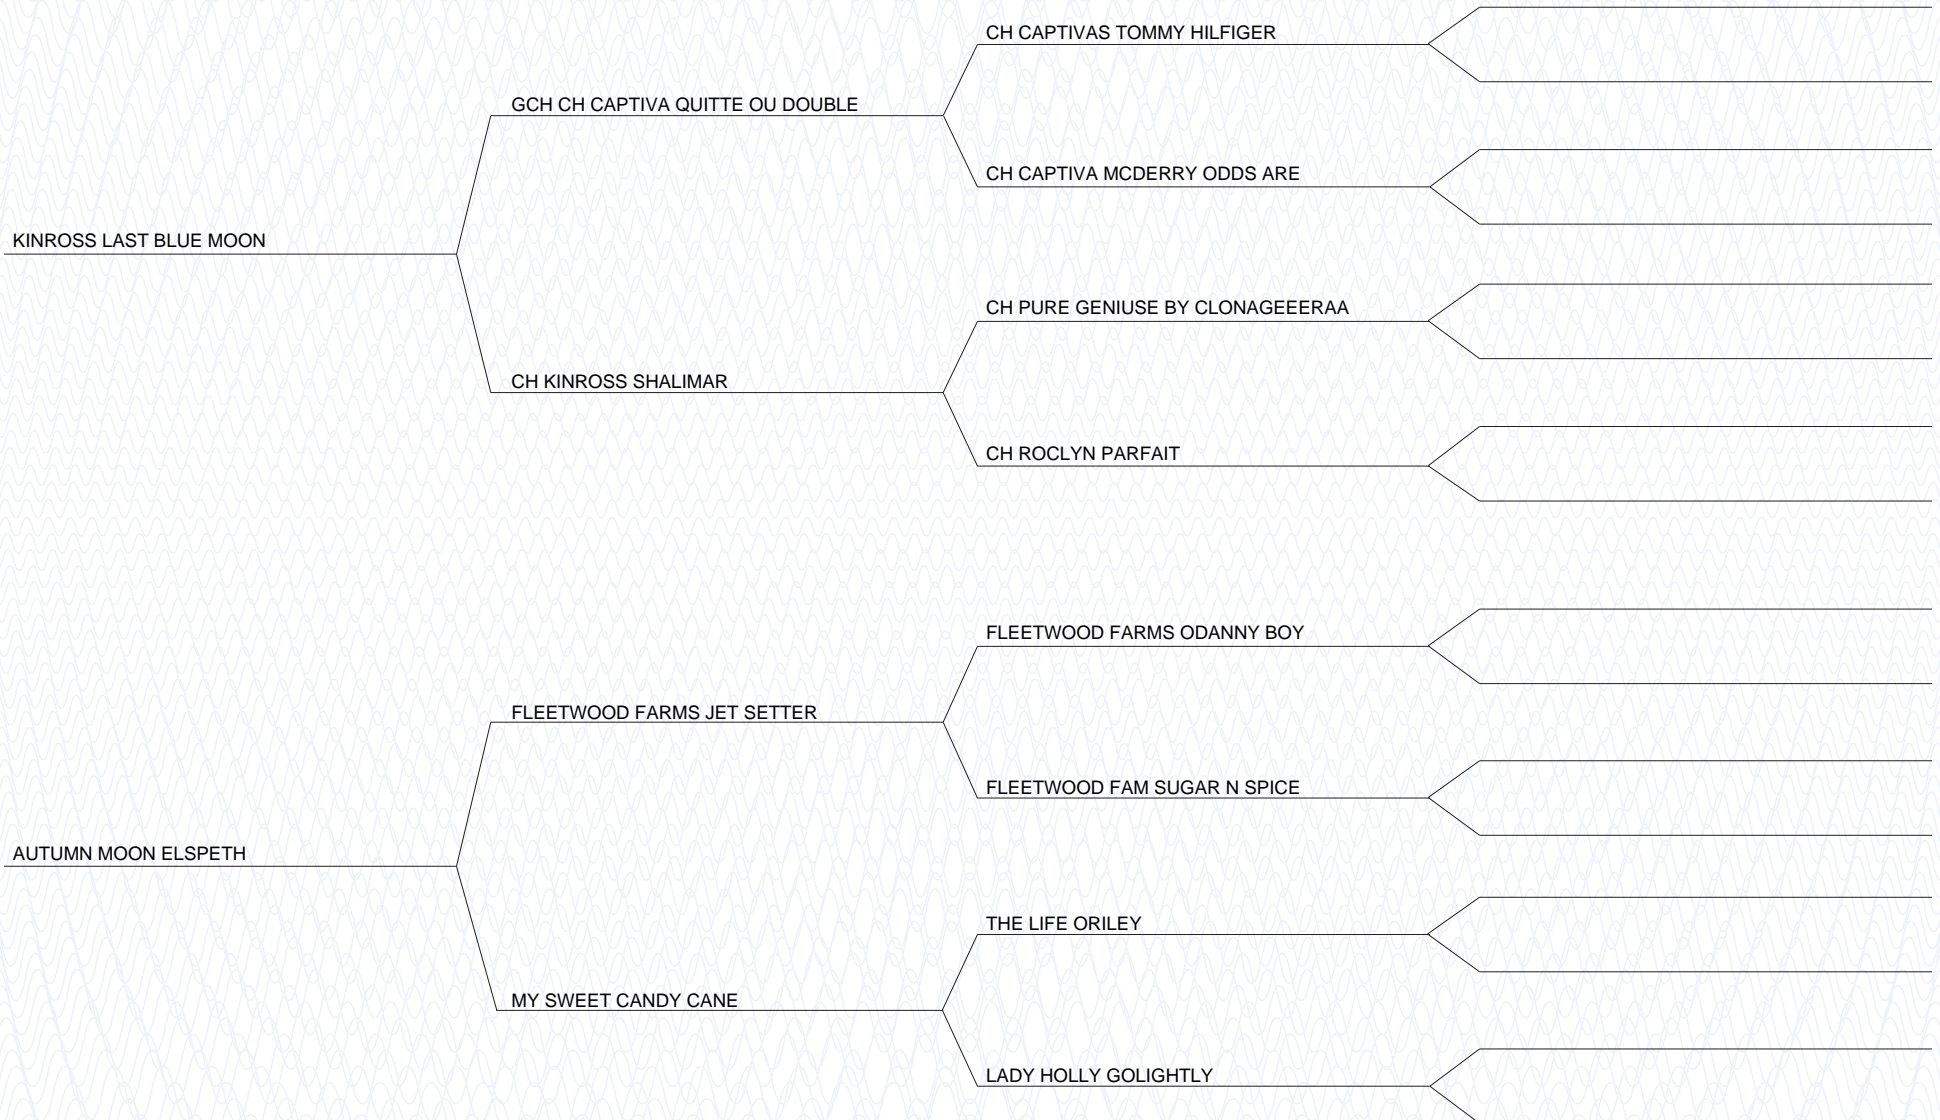 CH CAPTIVAS TOMMY HILFIGER
GCH CH CAPTIVA QUITTE OU DOUBLE
CH CAPTIVA MCDERRY ODDS ARE
KINROSS LAST BLUE MOON
CH PURE GENIUSE BY CLONAGEEERAA
CH KINROSS SHALIMAR
CH ROCLYN PARFAIT
FLEETWOOD FARMS ODANNY BOY
FLEETWOOD FARMS JET SETTER
FLEETWOOD FAM SUGAR N SPICE
AUTUMN MOON ELSPETH
THE LIFE ORILEY
MY SWEET CANDY CANE
LADY HOLLY GOLIGHTLY